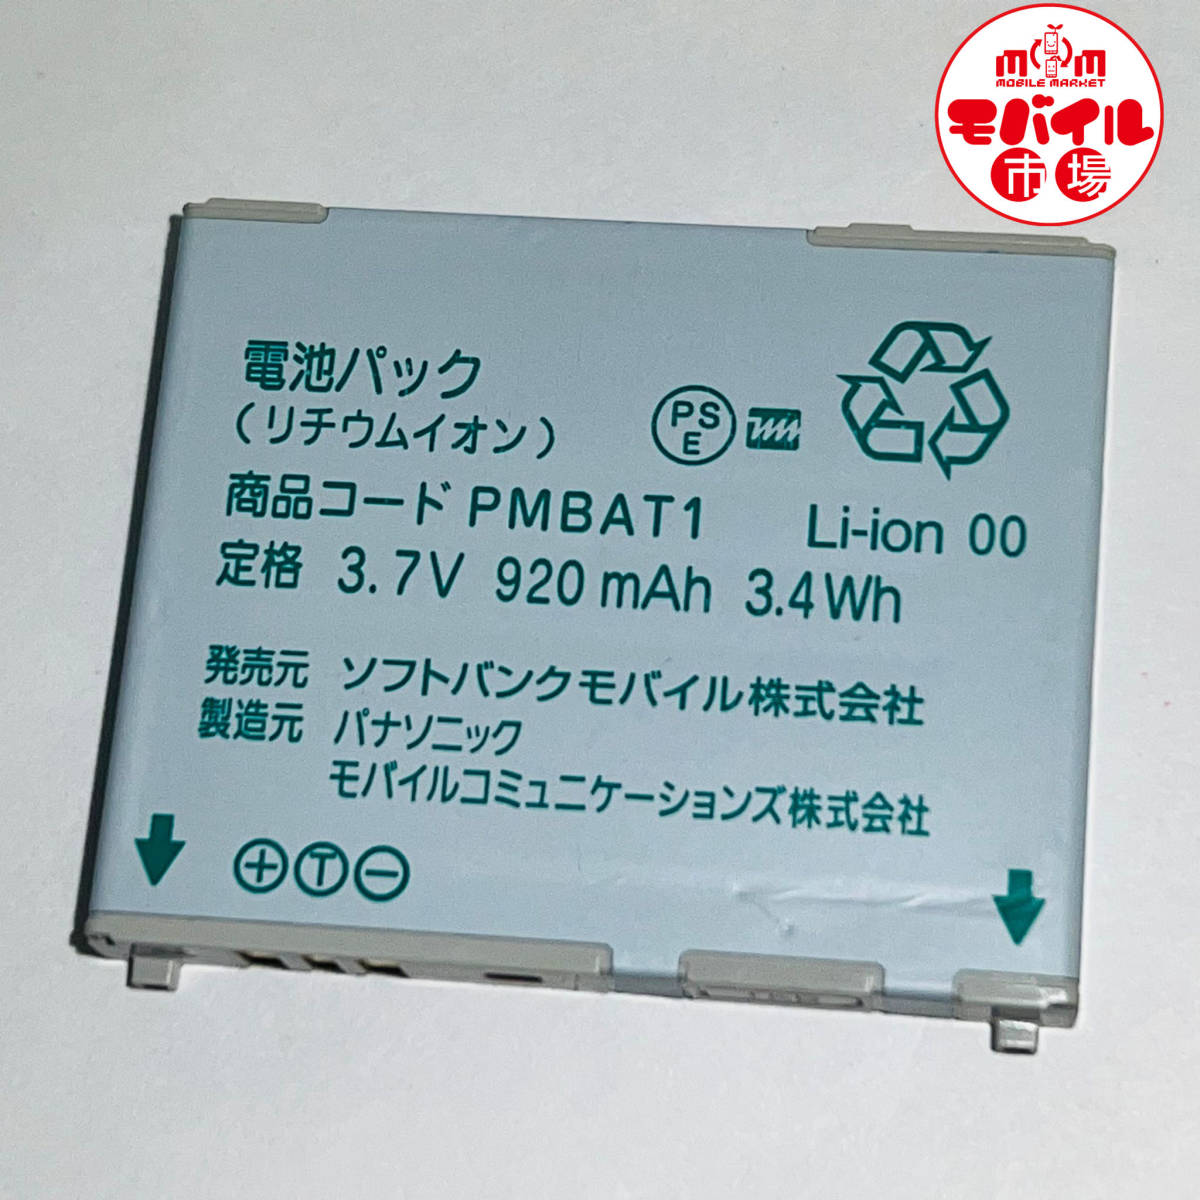 mm
MOBILE MARKET
モバイル
市場
電池パック
（リチウムイオン）
PS
E
商品コード PMBAT1
Li-ion 00
定格 3.7V 920 mAh 3.4Wh
発売元 ソフトバンクモバイル株式会社
製造元 パナソニック
モバイルコミュニケーションズ株式会社
+ T −